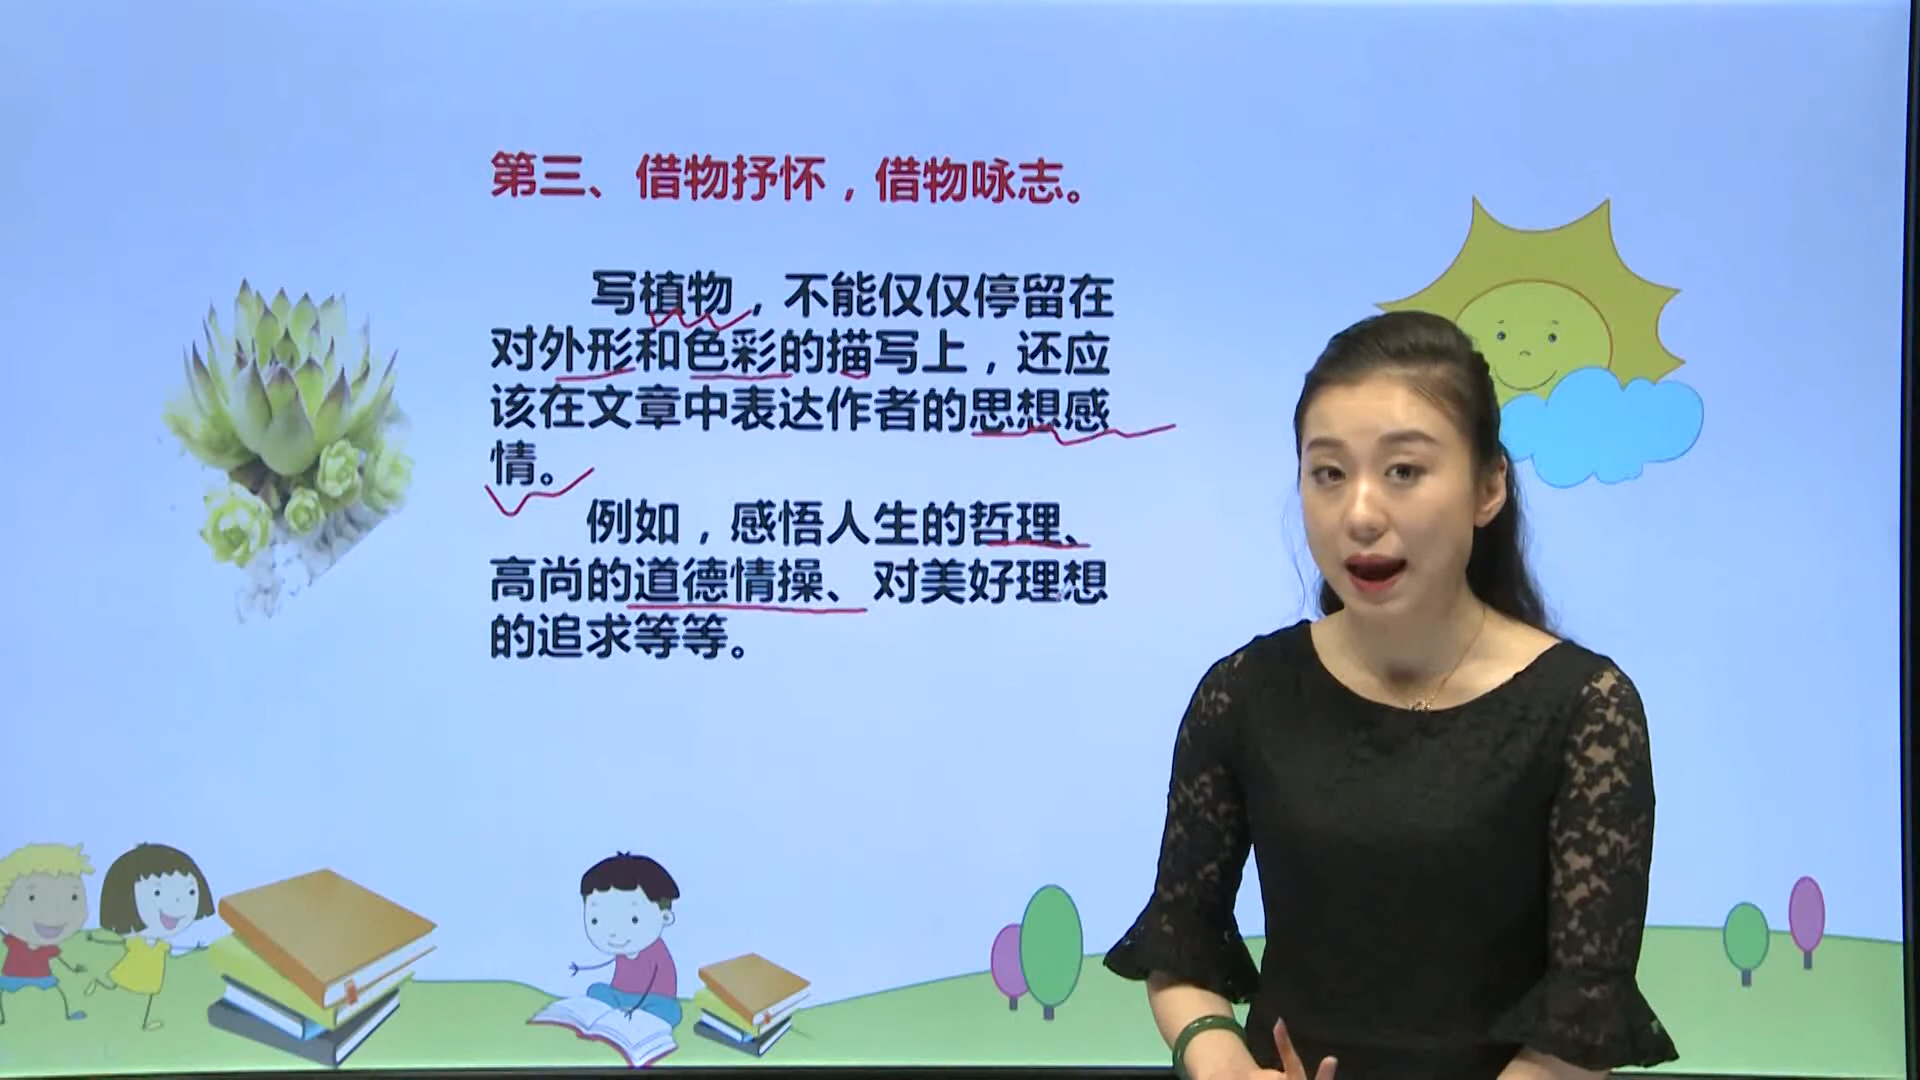 第三、借物抒怀，借物咏志。
写植物，不能仅仅停留在
对外形和色彩的描写上，还应
该在文章中表达作者的思想感
情。
例如，感悟人生的哲理、
高尚的道德情操、对美好理想
的追求等等。